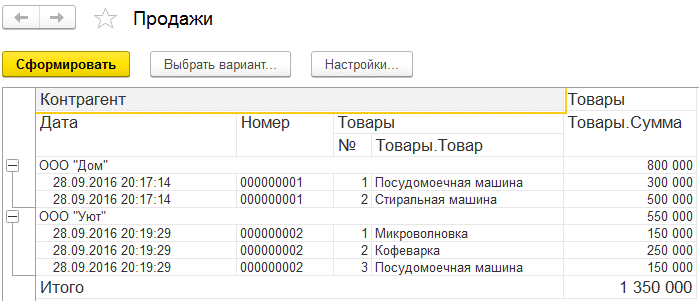 Продажи
Сформировать Выбрать вариант... Настройки...
Контрагент Товары
Дата Номер Товары Товары.Сумма
№ Товары.Товар
ООО "Дом" 800 000
28.09.2016 20:17:14 000000001 1 Посудомоечная машина 300 000
28.09.2016 20:17:14 000000001 2 Стиральная машина 500 000
ООО "Уют" 550 000
28.09.2016 20:19:29 000000002 1 Микроволновка 150 000
28.09.2016 20:19:29 000000002 2 Кофеварка 250 000
28.09.2016 20:19:29 000000002 3 Посудомоечная машина 150 000
Итого 1 350 000